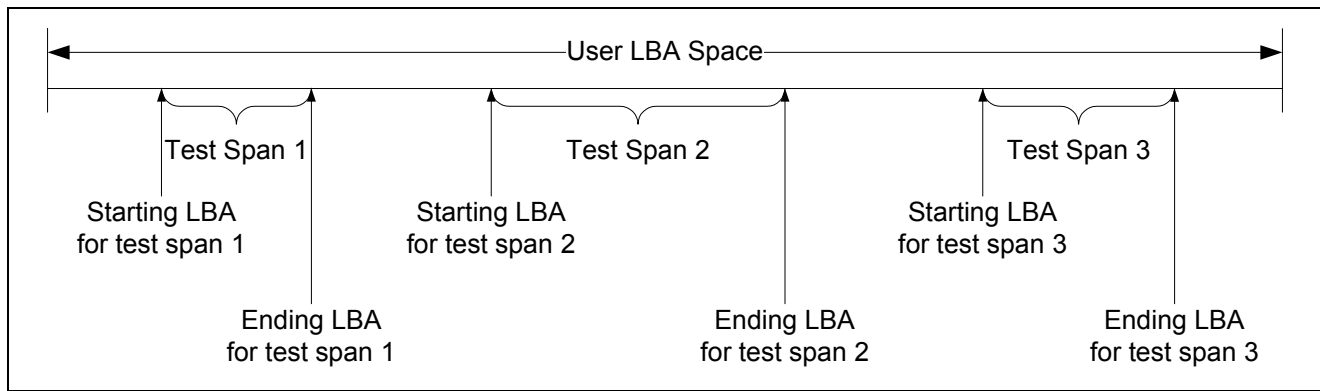 User LBA Space
Test Span 1
Test Span 2
Test Span 3
Starting LBA
for test span 1
Starting LBA
for test span 2
Starting LBA
for test span 3
Ending LBA
for test span 1
Ending LBA
for test span 2
Ending LBA
for test span 3